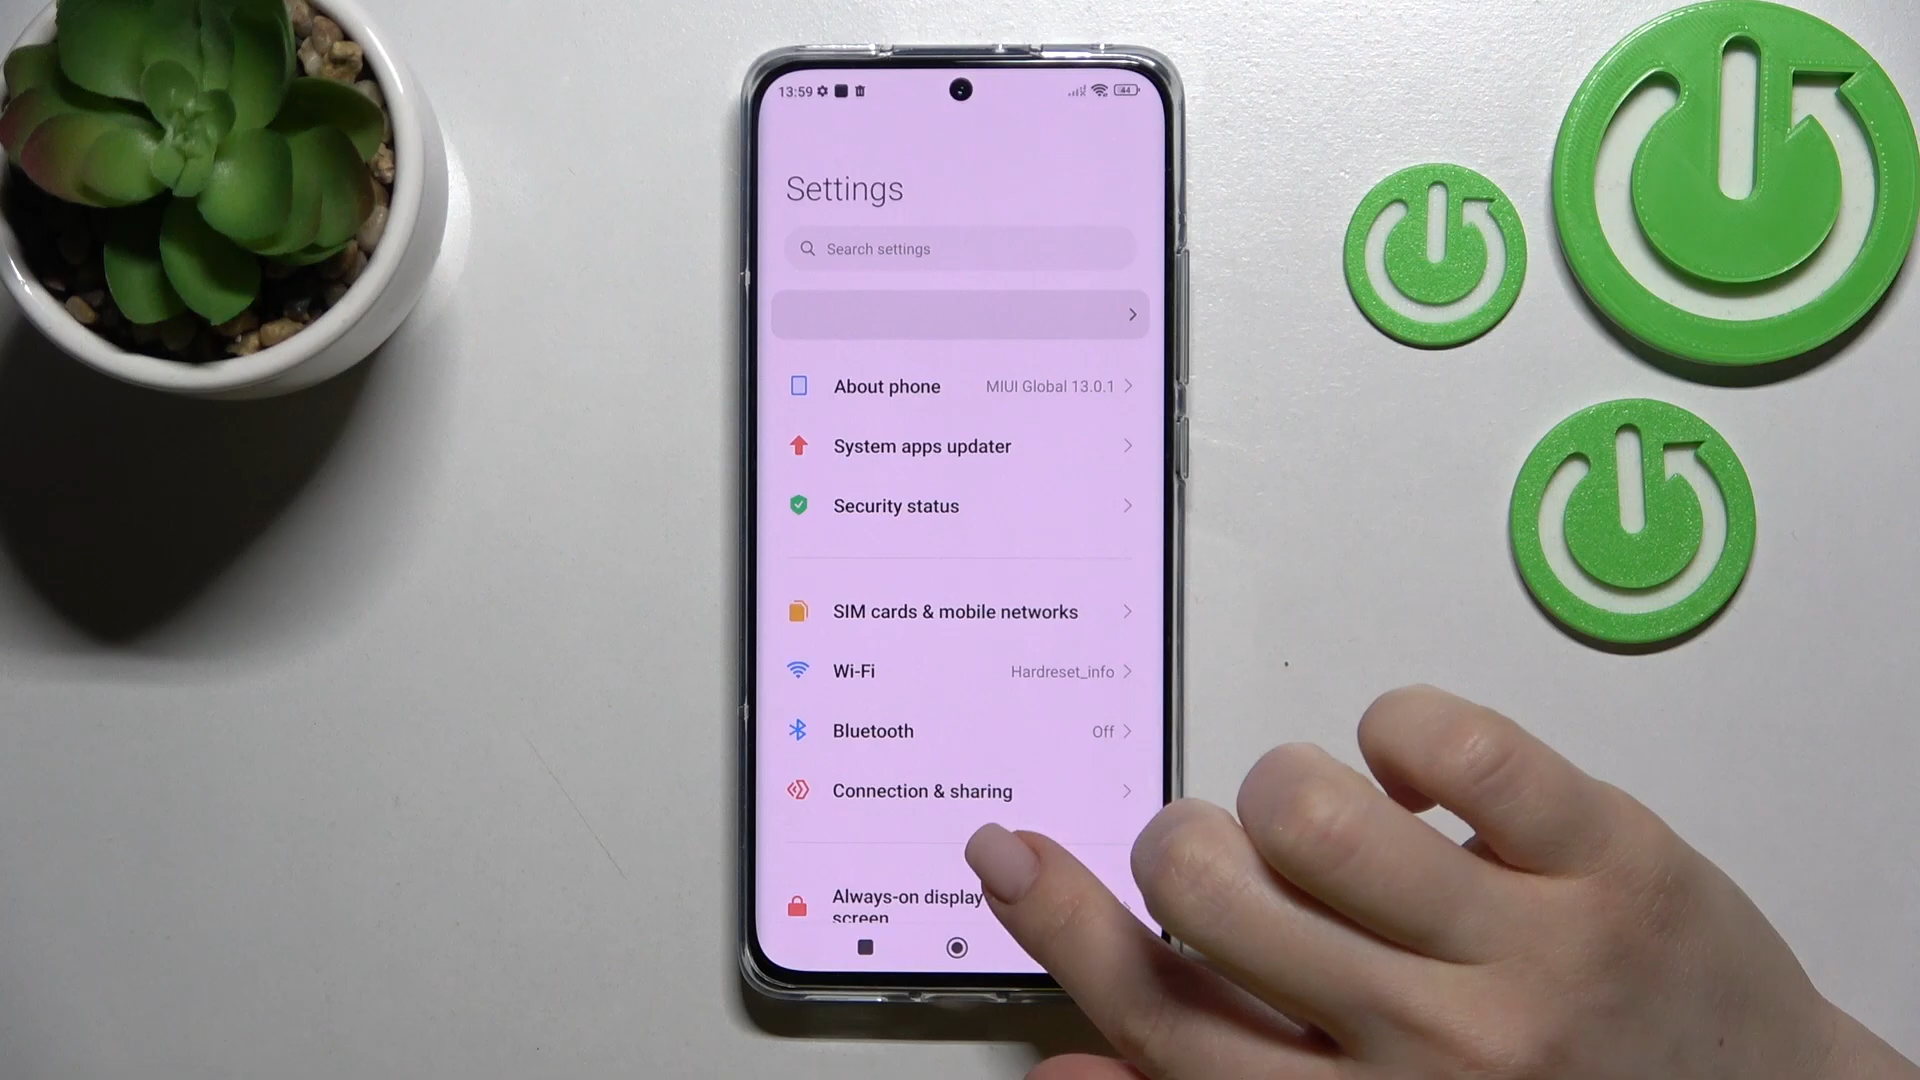 13:59
44
Settings
Search settings
About phone MIUI Global 13.0.1
System apps updater
Security status
SIM cards & mobile networks
Wi-Fi Hardreset_info
Bluetooth Off
Connection & sharing
Always-on display
screen